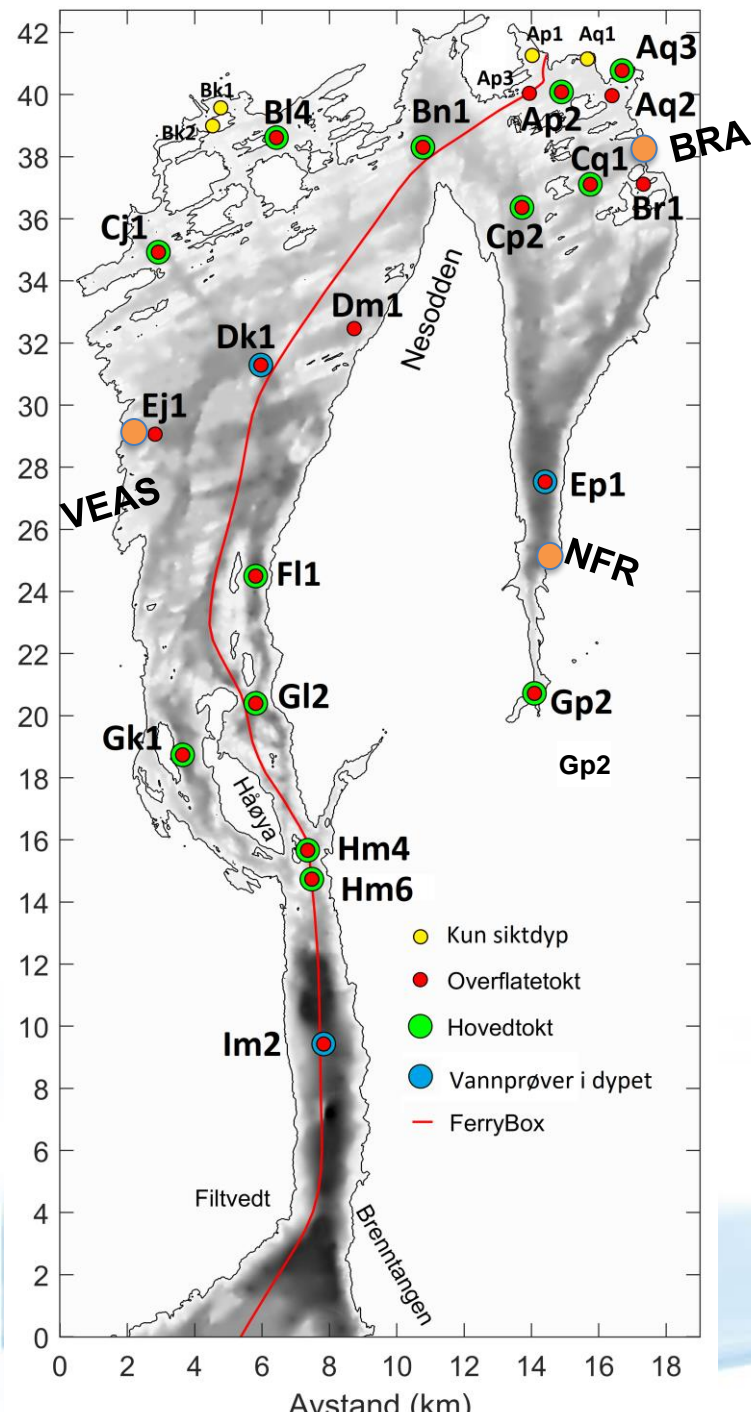 42
40
38
36
34
32
30
28
26
24
22
20
18
16
14
12
10
8
6
4
2
0
0 2 4 6 8 10 12 14 16 18
Avstand (km)
Ap1
Aq1
Aq3
Bk1
Ap3
Bk2
Bl4
Bn1
Ap2
Aq2
BRA
Cq1
Br1
Cj1
Cp2
Nesodden
Dm1
Dk1
Ej1
VEAS
Ep1
NFR
Fl1
Gl2
Gp2
Gk1
Gp2
Håøya
Hm4
Hm6
Kun siktdyp
Overflatetokt
Hovedtokt
Vannprøver i dypet
FerryBox
Im2
Filtvedt
Brenntangen